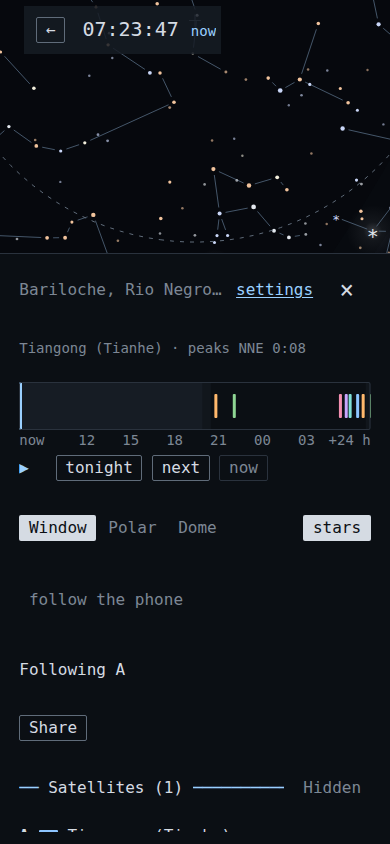 ← 07:23:47 now
Bariloche, Rio Negro… settings ×
Tiangong (Tianhe) · peaks NNE 0:08
now 12 15 18 21 00 03 +24 h
▶ tonight next now
Window Polar Dome stars
follow the phone
Following A
Share
Satellites (1) Hidden